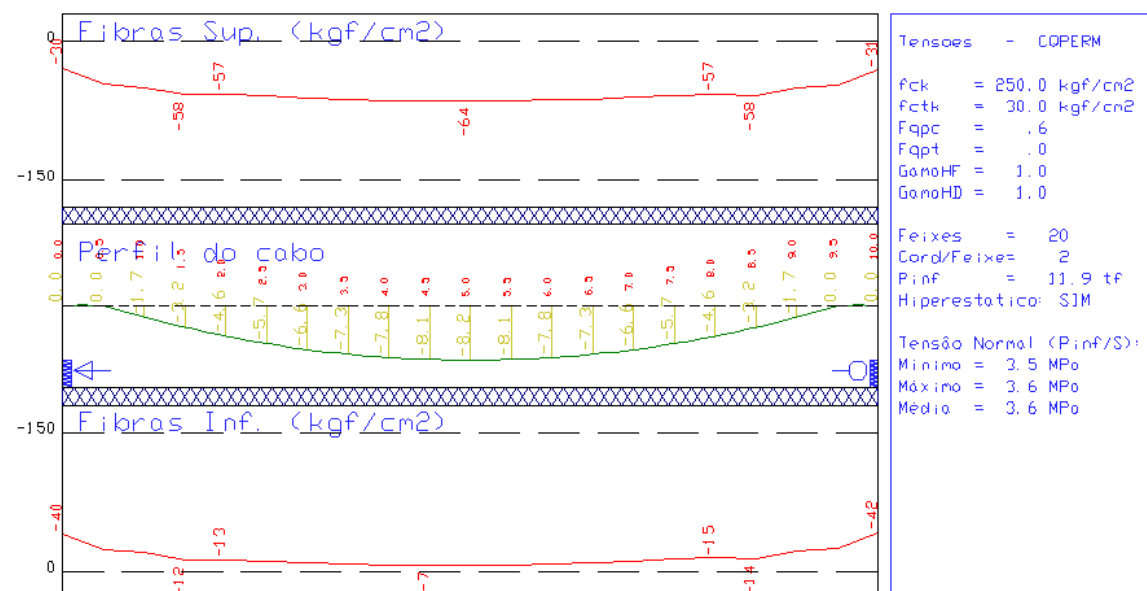 Fibras Sup. (kgf/cm2)
0
-30
-58
-57
-64
-57
-58
-31
-150
Perfil do cabo
0.0 0.5 1.0 1.5 2.0 2.5 3.0 3.5 4.0 4.5 5.0 5.5 6.0 6.5 7.0 7.5 8.0 8.5 9.0 9.5 10.0
0.0 0.0 -1.7 -3.2 -4.6 -5.7 -6.6 -7.3 -7.8 -8.1 -8.2 -8.1 -7.8 -7.3 -6.6 -5.7 -4.6 -3.2 -1.7 0.0 0.0
Fibras Inf. (kgf/cm2)
-150
-40
-12
-13
-7
-15
-14
-42
0
Tensoes - COPERM
fck = 250.0 kgf/cm2
fctk = 30.0 kgf/cm2
Fqpc = .6
Fqpt = .0
GamaHF = 1.0
GamaHD = 1.0
Feixes = 20
Cord/Feixe= 2
Pinf = 11.9 tf
Hiperestatico: SIM
Tensão Normal (Pinf/S):
Mínimo = 3.5 MPa
Máximo = 3.6 MPa
Média = 3.6 MPa